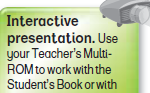 Interactive
presentation. Use
your Teacher's Multi-
ROM to work with the
Student's Book or with